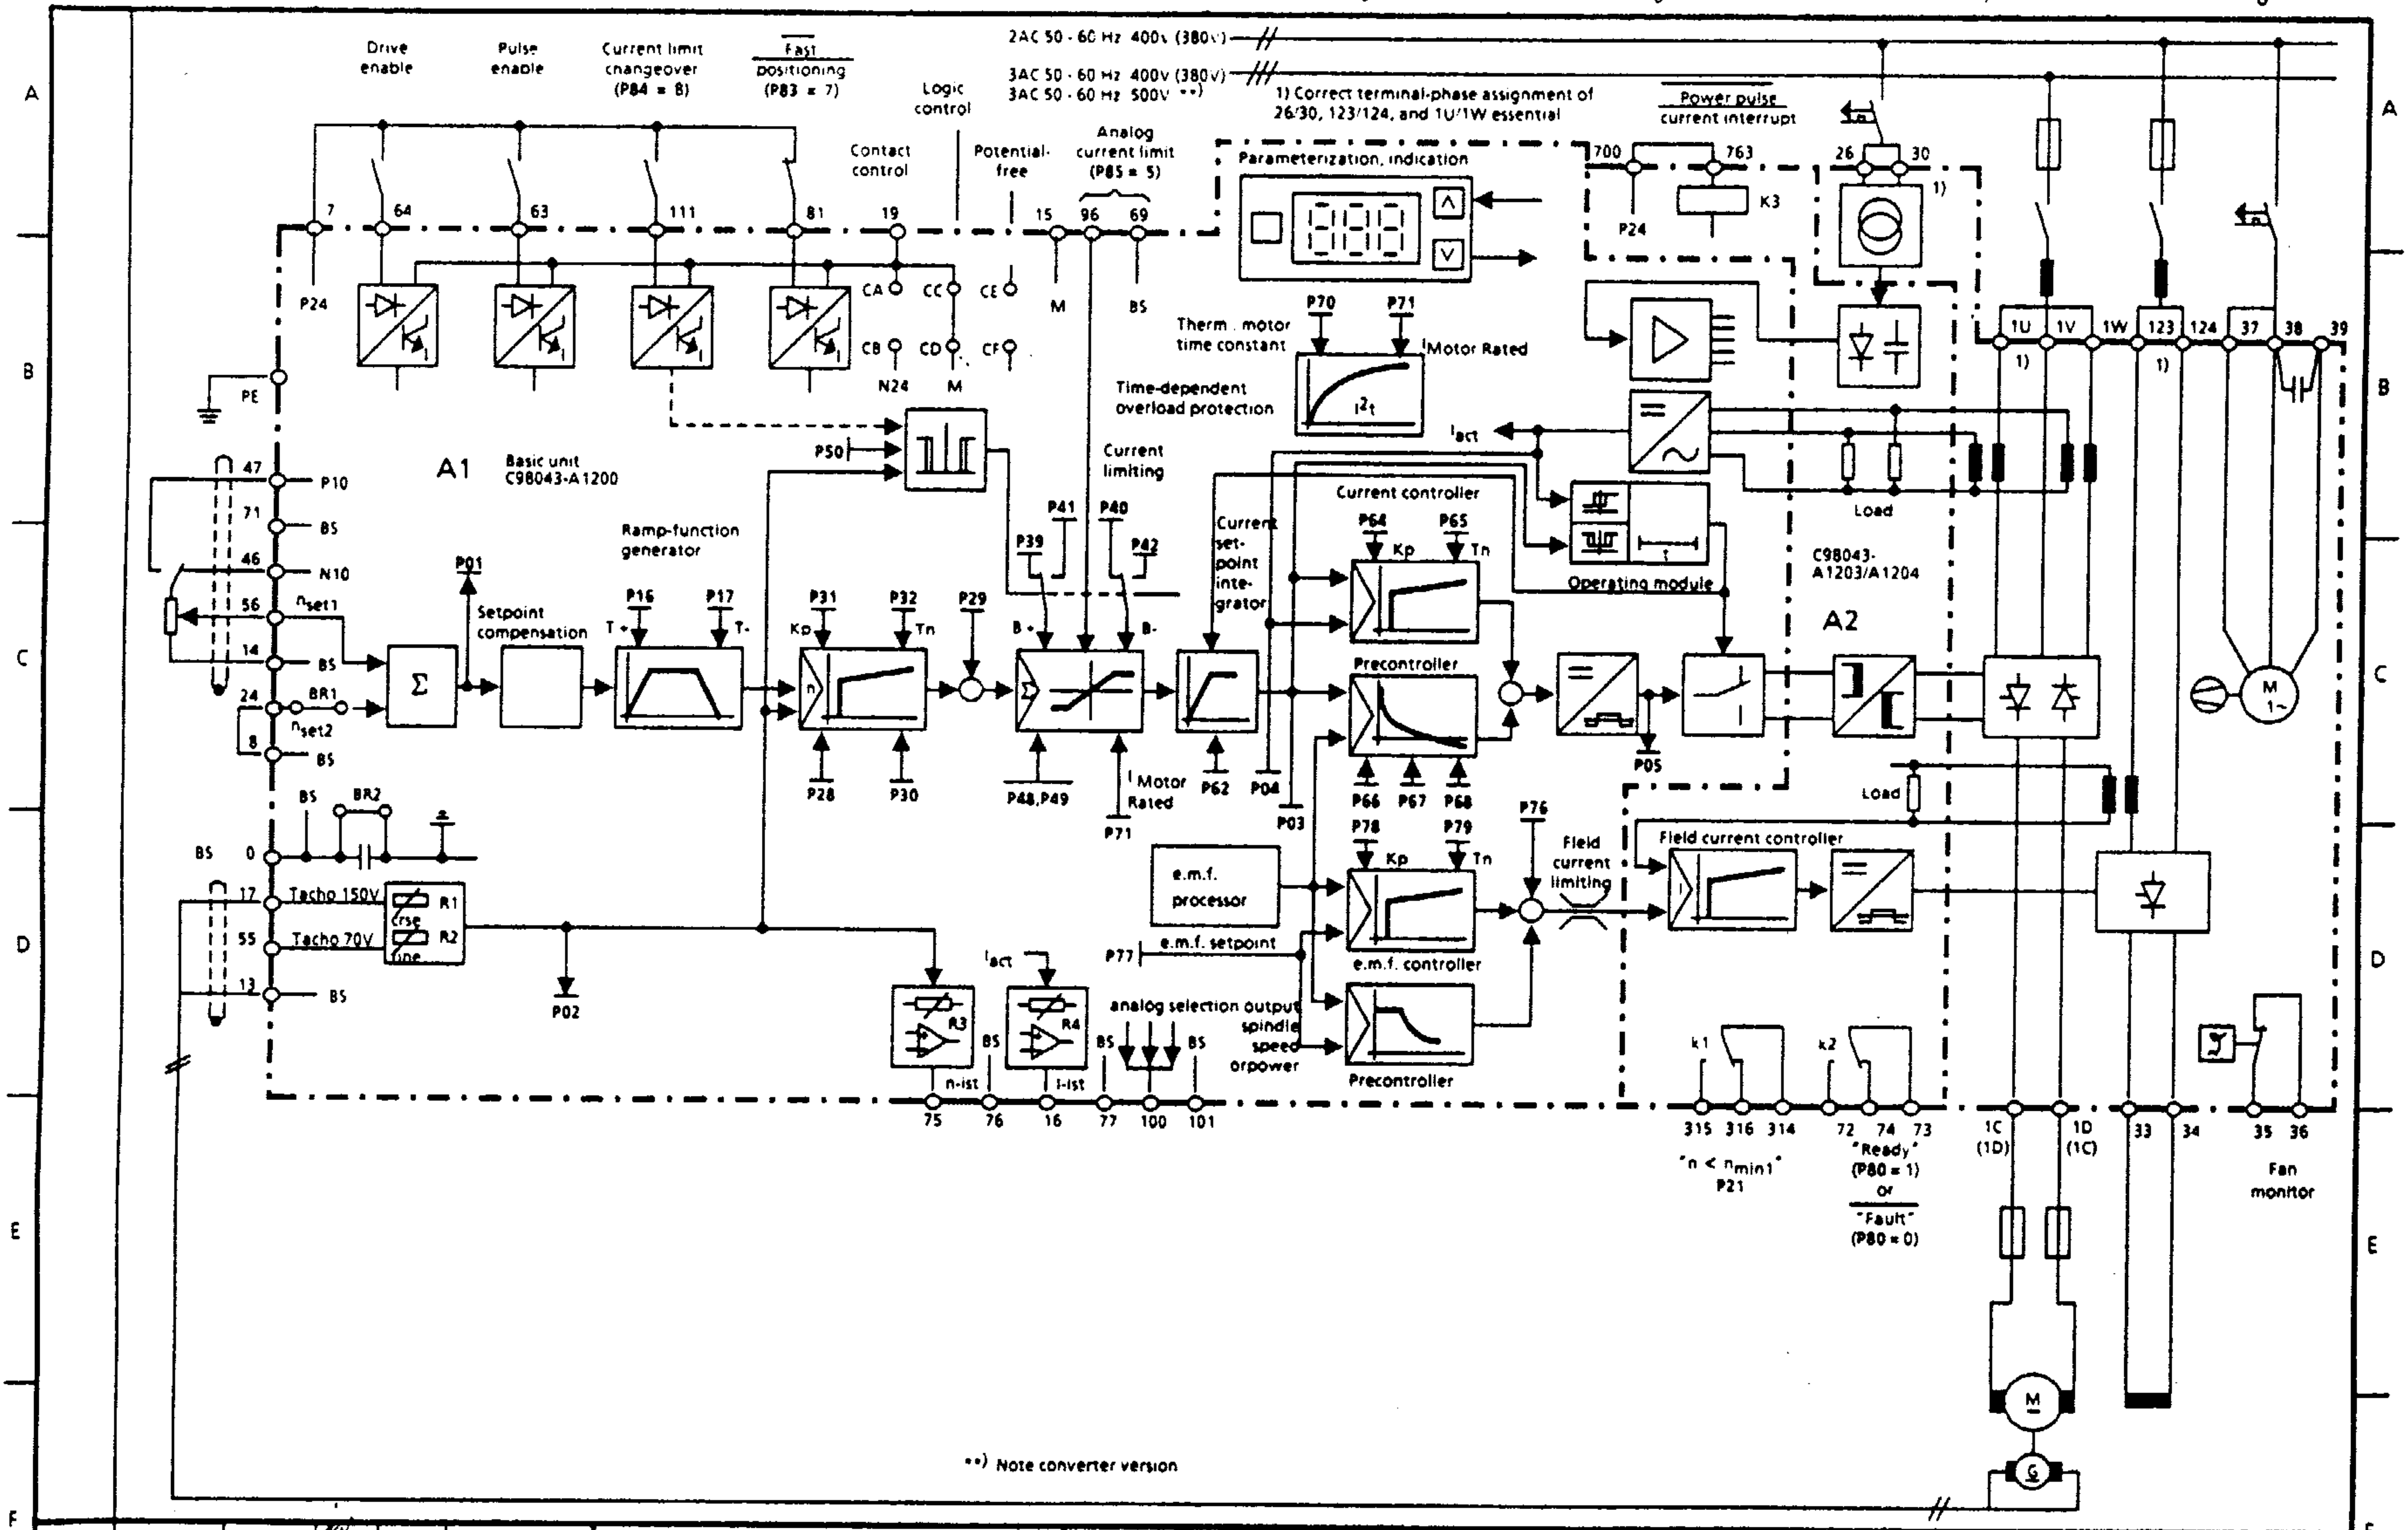 2AC 50 - 60 Hz 400v (380v)
3AC 50 - 60 Hz 400V (380V)
3AC 50 - 60 Hz 500V **)
Drive
enable
Pulse
enable
Current limit
changeover
(P84 = 8)
Fast
positioning
(P83 = 7)
Logic
control
Contact
control
Potential-
free
Analog
current limit
(P85 = 5)
1) Correct terminal-phase assignment of
26/30, 123/124, and 1U/1W essential
Power pulse
current interrupt
Parameterization, indication
A
A
7
64
63
111
81
19
15
96
69
700
763
26
30
1)
K3
P24
P24
CA
CC
CE
CB
CD
CF
N24
M
M
BS
B
B
P70
P71
Therm. motor
time constant
I Motor Rated
I²t
Time-dependent
overload protection
1U
1V
1W
123
124
37
38
39
1)
1)
PE
47
P10
A1
Basic unit
C98043-A1200
P50
Current
limiting
Iact
Load
71
BS
46
N10
56
nset1
14
BS
24
BR1
nset2
8
BS
P01
Setpoint
compensation
Σ
Ramp-function
generator
P16
P17
T+
T-
P31
P32
Kp
Tn
n
P28
P30
P29
P41
P40
P39
P42
B+
B-
Σ
P48,P49
I Motor
Rated
P71
Current
set-
point
inte-
grator
P62
P04
P03
Current controller
P64
P65
Kp
Tn
Precontroller
P66
P67
P68
t
Operating module
C98043-
A1203/A1204
A2
P05
M
1~
C
C
BS
BR2
BS
0
17
Tacho 150V
R1
crse
55
Tacho 70V
R2
fine
13
BS
P02
P78
P79
Kp
Tn
P76
e.m.f.
processor
P77
e.m.f. setpoint
e.m.f. controller
Precontroller
Field
current
limiting
Load
Field current controller
I
D
D
Iact
R3
R4
n-ist
I-ist
BS
BS
BS
analog selection output
spindle
speed
orpower
75
76
16
77
100
101
k1
k2
315
316
314
72
74
73
"n < nmin1"
P21
"Ready"
(P80 = 1)
or
"Fault"
(P80 = 0)
1C
(1D)
1D
(1C)
33
34
35
36
Fan
monitor
E
E
M
G
**) Note converter version
F